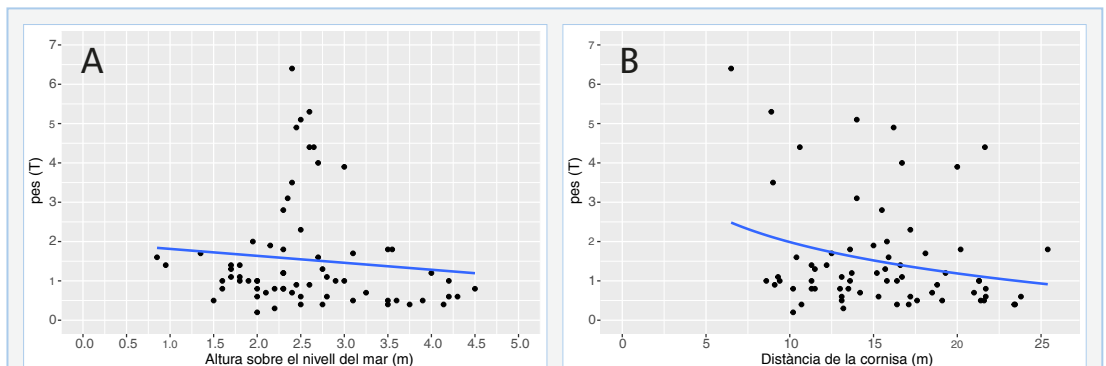 A
pes (T)
7
6
5
4
3
2
1
0
0.0 0.5 1.0 1.5 2.0 2.5 3.0 3.5 4.0 4.5 5.0
Altura sobre el nivell del mar (m)
B
pes (T)
7
6
5
4
3
2
1
0
0 5 10 15 20 25
Distància de la cornisa (m)